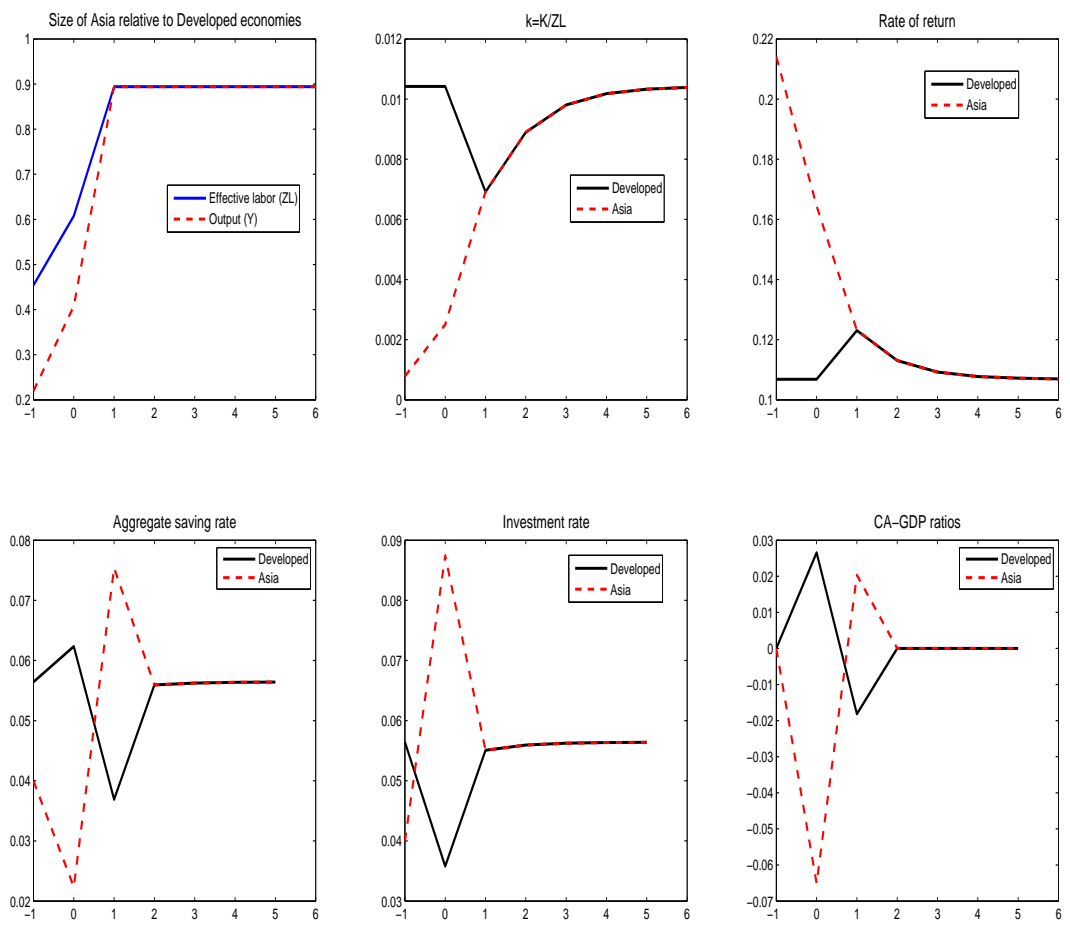 Size of Asia relative to Developed economies
1
0.9
0.8
0.7
0.6
0.5
0.4
0.3
0.2
−1 0 1 2 3 4 5 6
Effective labor (ZL)
Output (Y)
k=K/ZL
0.012
0.01
0.008
0.006
0.004
0.002
0
−1 0 1 2 3 4 5 6
Developed
Asia
Rate of return
0.22
0.2
0.18
0.16
0.14
0.12
0.1
−1 0 1 2 3 4 5 6
Developed
Asia
Aggregate saving rate
0.08
0.07
0.06
0.05
0.04
0.03
0.02
−1 0 1 2 3 4 5 6
Developed
Asia
Investment rate
0.09
0.08
0.07
0.06
0.05
0.04
0.03
−1 0 1 2 3 4 5 6
Developed
Asia
CA−GDP ratios
0.03
0.02
0.01
0
−0.01
−0.02
−0.03
−0.04
−0.05
−0.06
−0.07
−1 0 1 2 3 4 5 6
Developed
Asia